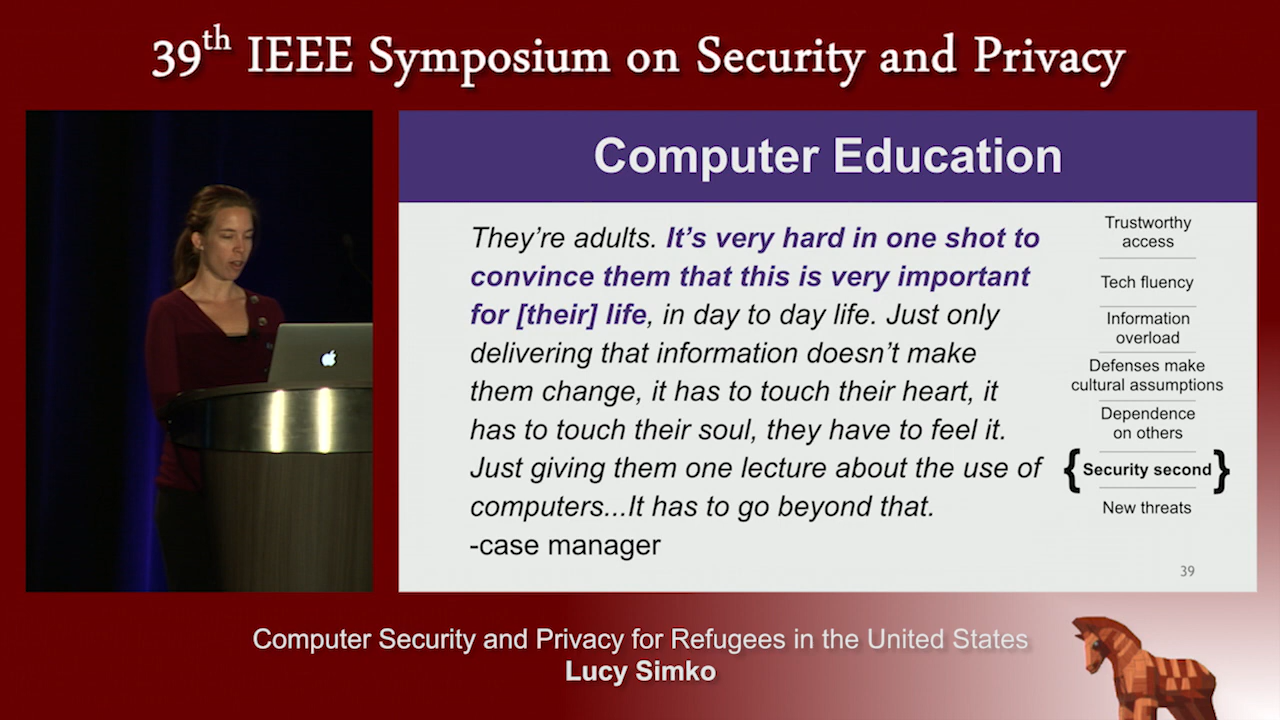 39th IEEE Symposium on Security and Privacy
Computer Education
They're adults. It's very hard in one shot to
convince them that this is very important
for [their] life, in day to day life. Just only
delivering that information doesn't make
them change, it has to touch their heart, it
has to touch their soul, they have to feel it.
Just giving them one lecture about the use of
computers...It has to go beyond that.
-case manager
Trustworthy
access
Tech fluency
Information
overload
Defenses make
cultural assumptions
Dependence
on others
{Security second}
New threats
39
Computer Security and Privacy for Refugees in the United States
Lucy Simko